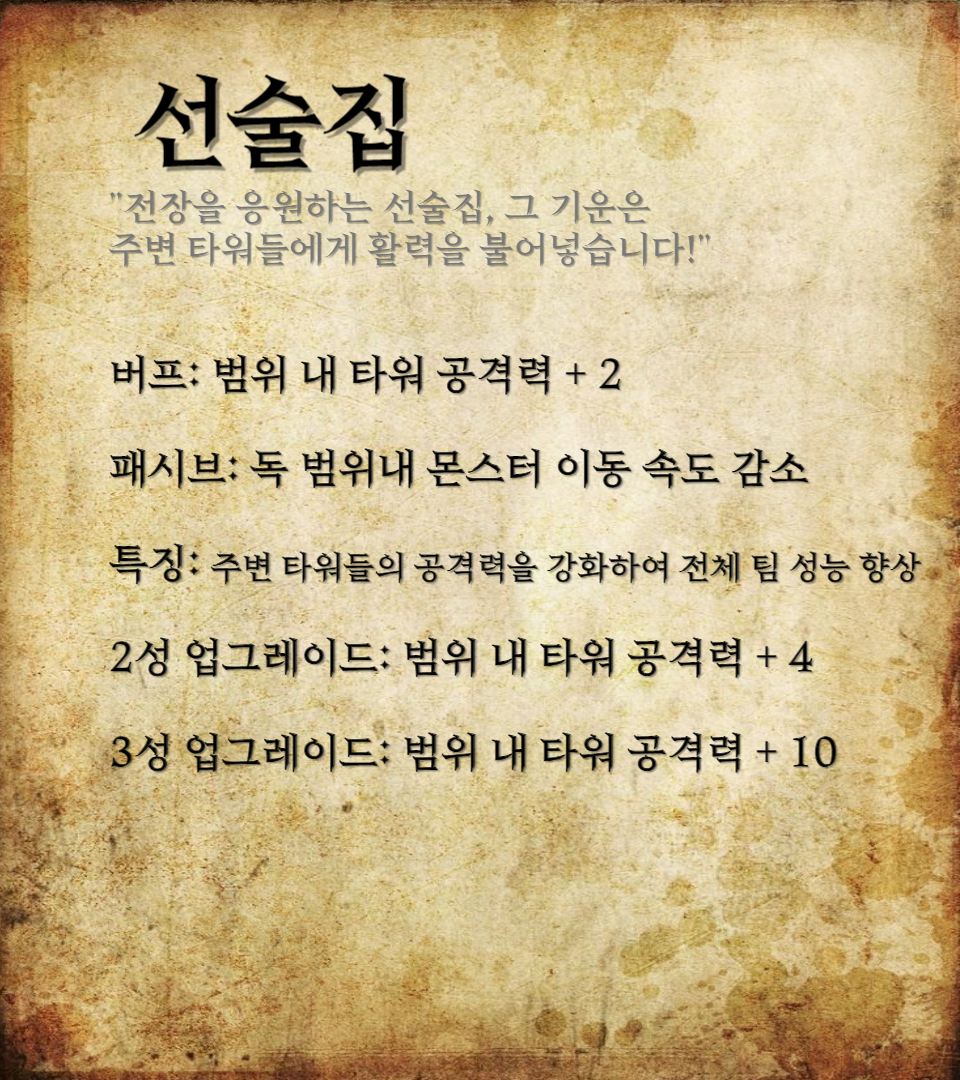 선술집
"전장을 응원하는 선술집, 그 기운은
주변 타워들에게 활력을 불어넣습니다!"
버프: 범위 내 타워 공격력 + 2
패시브: 독 범위내 몬스터 이동 속도 감소
특징: 주변 타워들의 공격력을 강화하여 전체 팀 성능 향상
2성 업그레이드: 범위 내 타워 공격력 + 4
3성 업그레이드: 범위 내 타워 공격력 + 10